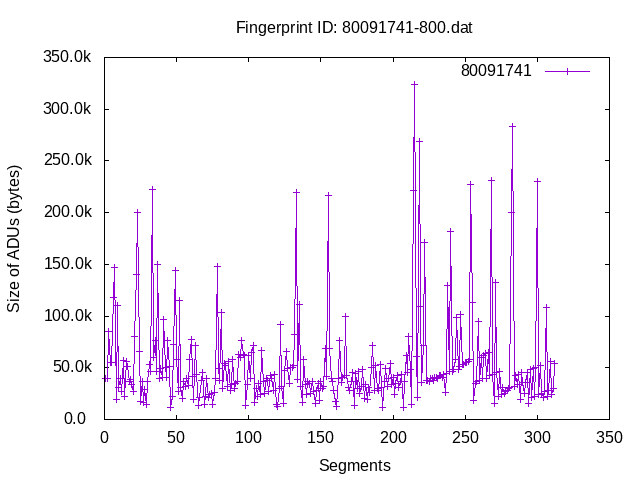 Fingerprint ID: 80091741-800.dat
80091741
350.0k
300.0k
250.0k
200.0k
150.0k
100.0k
50.0k
0.0
Size of ADUs (bytes)
0 50 100 150 200 250 300 350
Segments